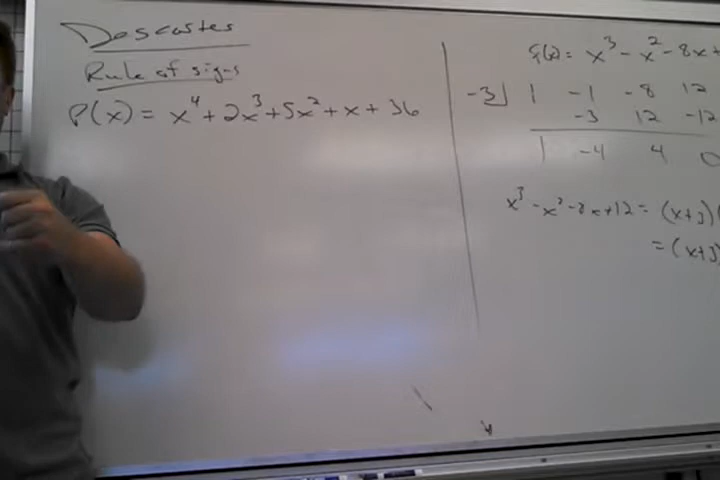 Descartes
Rule of signs
P(x) = x⁴ + 2x³ + 5x² + x + 36
f(x) = x³ - x² - 8x +
-3| 1 -1 -8 12
-3 12 -12
1 -4 4 0
x³ - x² - 8x + 12 = (x+3)(
= (x+3)